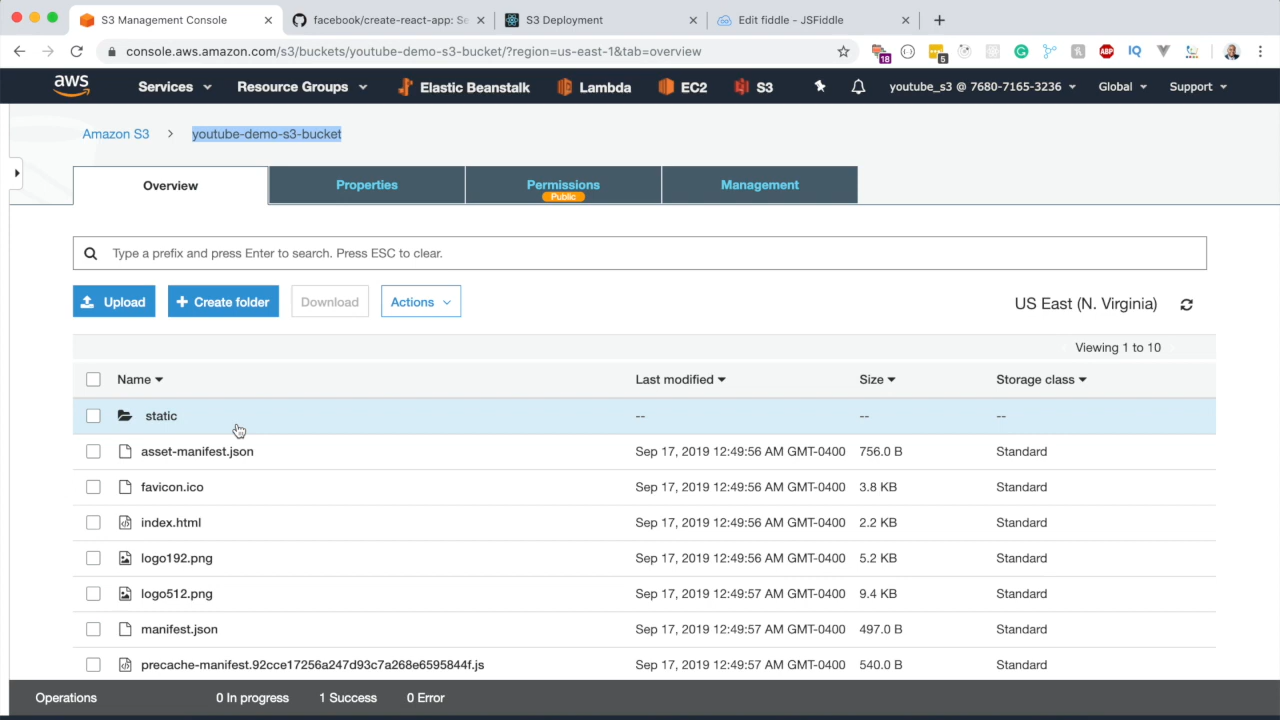 S3 Management Console
facebook/create-react-app: Se
S3 Deployment
Edit fiddle - JSFiddle
console.aws.amazon.com/s3/buckets/youtube-demo-s3-bucket/?region=us-east-1&tab=overview
18
5
ABP
IQ
aws
Services
Resource Groups
Elastic Beanstalk
Lambda
EC2
S3
youtube_s3 @ 7680-7165-3236
Global
Support
Amazon S3
youtube-demo-s3-bucket
Overview
Properties
Permissions
Public
Management
Type a prefix and press Enter to search. Press ESC to clear.
Upload
Create folder
Download
Actions
US East (N. Virginia)
Viewing 1 to 10
Name Last modified Size Storage class
static -- -- --
asset-manifest.json Sep 17, 2019 12:49:56 AM GMT-0400 756.0 B Standard
favicon.ico Sep 17, 2019 12:49:56 AM GMT-0400 3.8 KB Standard
index.html Sep 17, 2019 12:49:56 AM GMT-0400 2.2 KB Standard
logo192.png Sep 17, 2019 12:49:56 AM GMT-0400 5.2 KB Standard
logo512.png Sep 17, 2019 12:49:57 AM GMT-0400 9.4 KB Standard
manifest.json Sep 17, 2019 12:49:57 AM GMT-0400 497.0 B Standard
precache-manifest.92cce17256a247d93c7a268e6595844f.js Sep 17, 2019 12:49:57 AM GMT-0400 540.0 B Standard
Operations 0 In progress 1 Success 0 Error